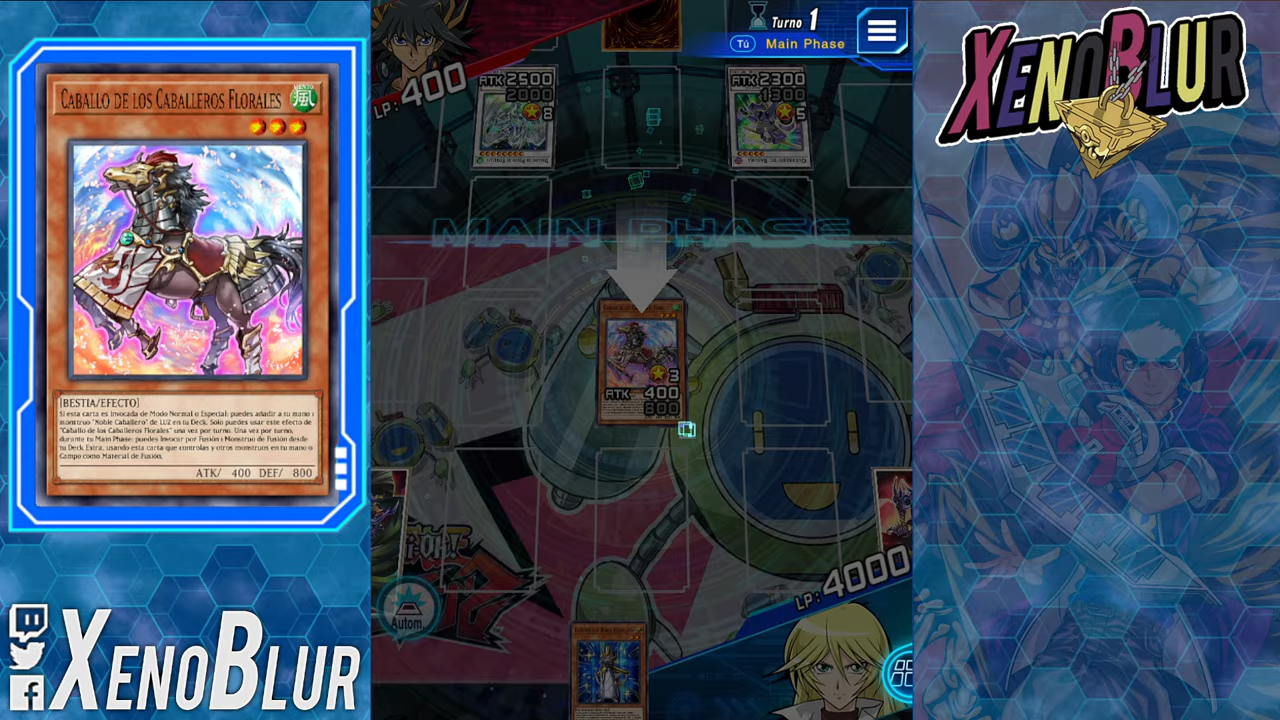 CABALLO DE LOS CABALLEROS FLORALES
VIENTO
風
[BESTIA/EFECTO]
Si esta carta es Invocada de Modo Normal o Especial: puedes añadir a tu mano 1
monstruo "Noble Caballero" de LUZ en tu Deck. Solo puedes usar este efecto de
"Caballo de los Caballeros Florales" una vez por turno. Una vez por turno,
durante tu Main Phase: puedes Invocar por Fusión 1 Monstruo de Fusión desde
tu Deck Extra, usando esta carta que controlas y otros monstruos en tu mano o
Campo como Material de Fusión.
ATK/ 400 DEF/ 800
XENOBLUR
LP: 400
ATK 2500
2000
8
Turno 1
Tú Main Phase
ATK 2300
1300
5
MAIN PHASE
3
ATK 400
800
Autom.
LP: 4000
XENOBLUR